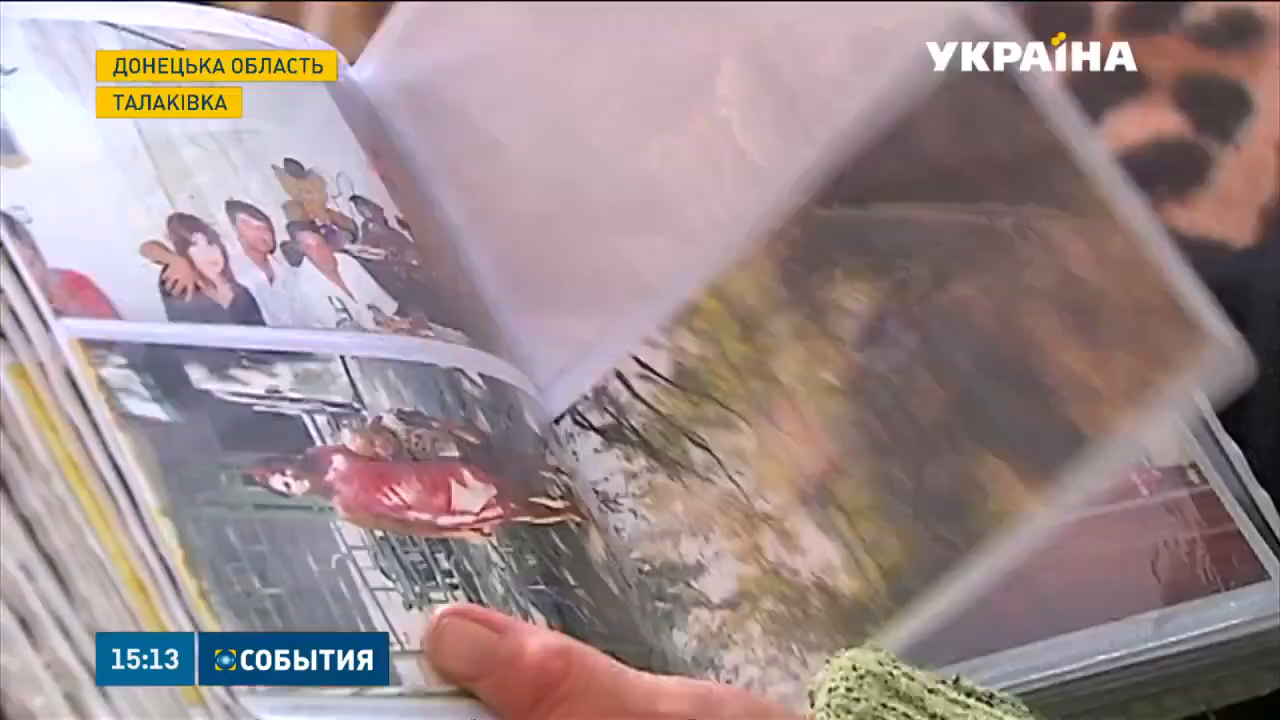 ДОНЕЦЬКА ОБЛАСТЬ
ТАЛАКІВКА
УКРАЇНА
15:13 СОБЫТИЯ